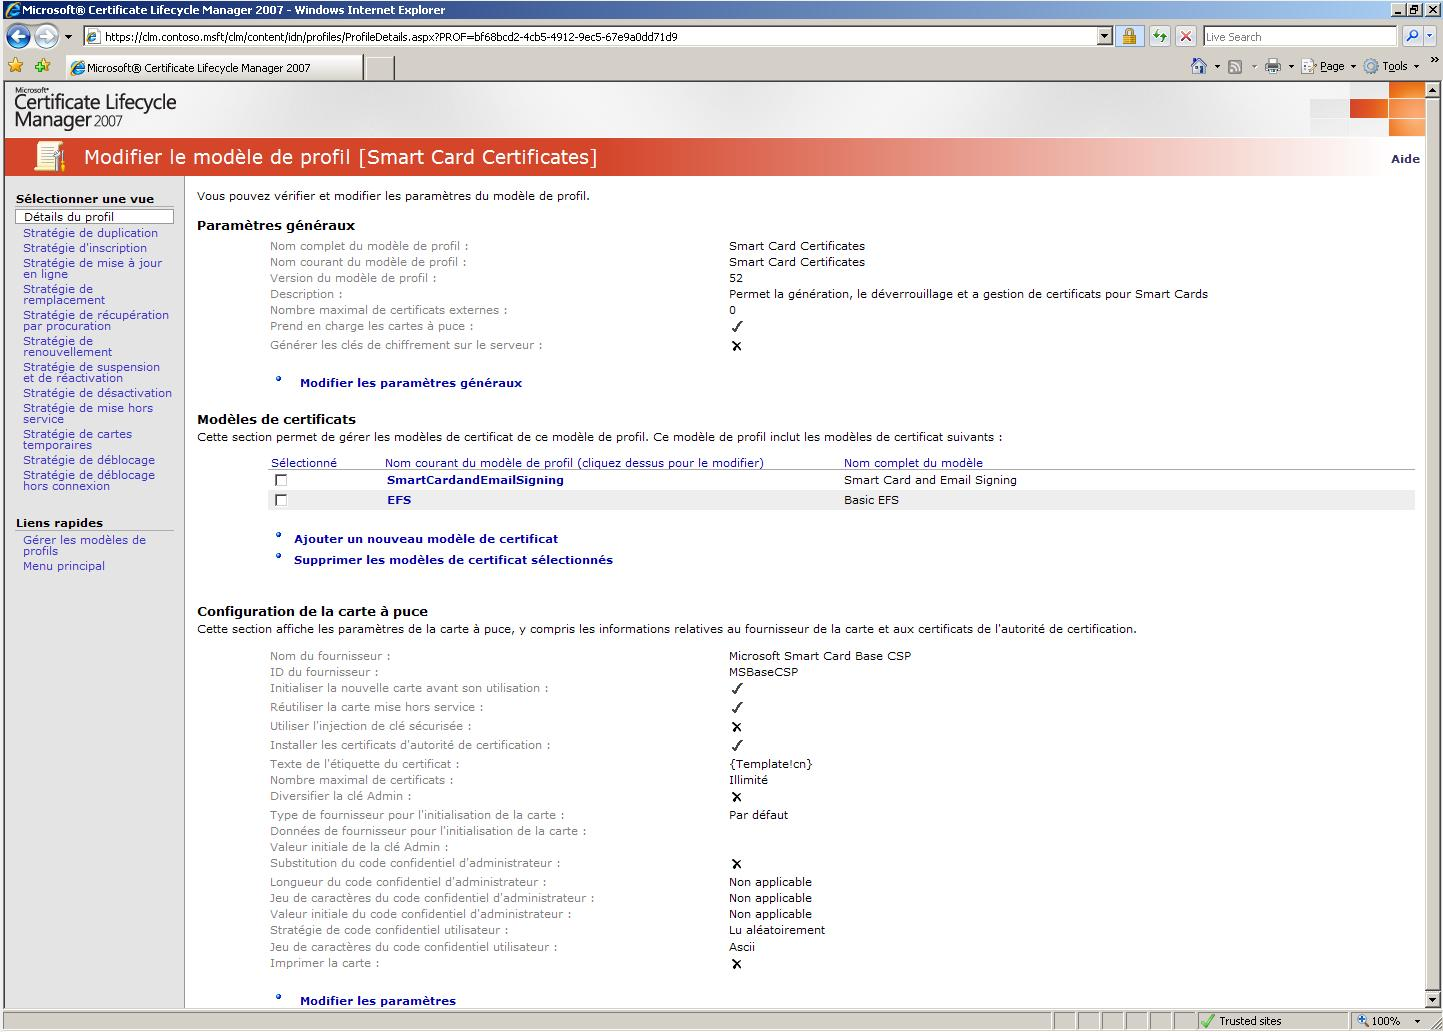 Microsoft® Certificate Lifecycle Manager 2007 - Windows Internet Explorer
https://clm.contoso.msft/clm/content/idn/profiles/ProfileDetails.aspx?PROF=bf68bcd2-4cb5-4912-9ec5-67e9a0dd71d9
Live Search
Microsoft® Certificate Lifecycle Manager 2007
Page
Tools
Microsoft®
Certificate Lifecycle
Manager 2007
Modifier le modèle de profil [Smart Card Certificates]
Aide
Sélectionner une vue
Détails du profil
Stratégie de duplication
Stratégie d'inscription
Stratégie de mise à jour
en ligne
Stratégie de
remplacement
Stratégie de récupération
par procuration
Stratégie de
renouvellement
Stratégie de suspension
et de réactivation
Stratégie de désactivation
Stratégie de mise hors
service
Stratégie de cartes
temporaires
Stratégie de déblocage
Stratégie de déblocage
hors connexion
Liens rapides
Gérer les modèles de
profils
Menu principal
Vous pouvez vérifier et modifier les paramètres du modèle de profil.
Paramètres généraux
Nom complet du modèle de profil : Smart Card Certificates
Nom courant du modèle de profil : Smart Card Certificates
Version du modèle de profil : 52
Description : Permet la génération, le déverrouillage et a gestion de certificats pour Smart Cards
Nombre maximal de certificats externes : 0
Prend en charge les cartes à puce :
Générer les clés de chiffrement sur le serveur :
Modifier les paramètres généraux
Modèles de certificats
Cette section permet de gérer les modèles de certificat de ce modèle de profil. Ce modèle de profil inclut les modèles de certificat suivants :
Sélectionné Nom courant du modèle de profil (cliquez dessus pour le modifier) Nom complet du modèle
SmartCardandEmailSigning Smart Card and Email Signing
EFS Basic EFS
Ajouter un nouveau modèle de certificat
Supprimer les modèles de certificat sélectionnés
Configuration de la carte à puce
Cette section affiche les paramètres de la carte à puce, y compris les informations relatives au fournisseur de la carte et aux certificats de l'autorité de certification.
Nom du fournisseur : Microsoft Smart Card Base CSP
ID du fournisseur : MSBaseCSP
Initialiser la nouvelle carte avant son utilisation :
Réutiliser la carte mise hors service :
Utiliser l'injection de clé sécurisée :
Installer les certificats d'autorité de certification :
Texte de l'étiquette du certificat : {Template!cn}
Nombre maximal de certificats : Illimité
Diversifier la clé Admin :
Type de fournisseur pour l'initialisation de la carte : Par défaut
Données de fournisseur pour l'initialisation de la carte :
Valeur initiale de la clé Admin :
Substitution du code confidentiel d'administrateur :
Longueur du code confidentiel d'administrateur : Non applicable
Jeu de caractères du code confidentiel d'administrateur : Non applicable
Valeur initiale du code confidentiel d'administrateur : Non applicable
Stratégie de code confidentiel utilisateur : Lu aléatoirement
Jeu de caractères du code confidentiel utilisateur : Ascii
Imprimer la carte :
Modifier les paramètres
Trusted sites
100%